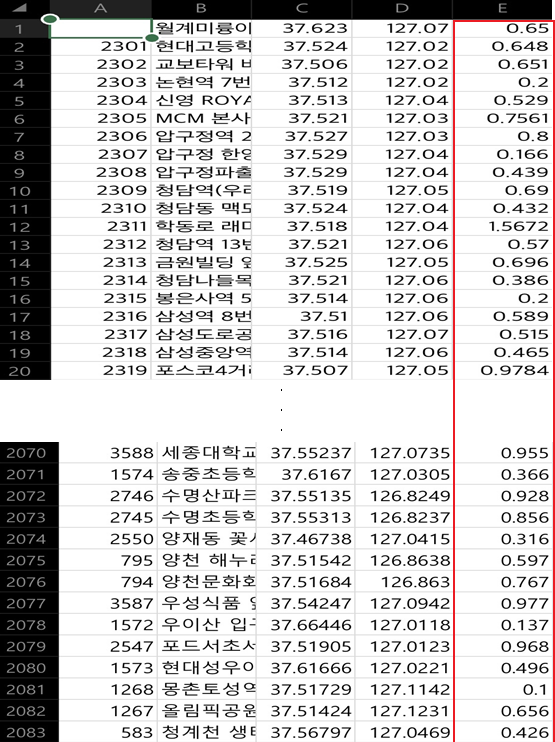 A B C D E
1 월계미륭아 37.623 127.07 0.65
2 2301 현대고등학 37.524 127.02 0.648
3 2302 교보타워 버 37.506 127.02 0.651
4 2303 논현역 7번 37.512 127.02 0.2
5 2304 신영 ROYA 37.513 127.04 0.529
6 2305 MCM 본사 37.521 127.03 0.7561
7 2306 압구정역 2 37.527 127.03 0.8
8 2307 압구정 한양 37.529 127.04 0.166
9 2308 압구정파출 37.529 127.04 0.439
10 2309 청담역(우리 37.519 127.05 0.69
11 2310 청담동 맥도 37.524 127.04 0.432
12 2311 학동로 래미 37.518 127.04 1.5672
13 2312 청담역 13번 37.521 127.06 0.57
14 2313 금원빌딩 앞 37.525 127.05 0.696
15 2314 청담나들목 37.521 127.06 0.386
16 2315 봉은사역 5 37.514 127.06 0.2
17 2316 삼성역 8번 37.51 127.06 0.589
18 2317 삼성도로공 37.516 127.07 0.515
19 2318 삼성중앙역 37.514 127.06 0.465
20 2319 포스코4거리 37.507 127.05 0.9784
2070 3588 세종대학교 37.55237 127.0735 0.955
2071 1574 송중초등학 37.6167 127.0305 0.366
2072 2746 수명산파크 37.55135 126.8249 0.928
2073 2745 수명초등학 37.55313 126.8237 0.856
2074 2550 양재동 꽃시 37.46738 127.0415 0.316
2075 795 양천 해누리 37.51542 126.8638 0.597
2076 794 양천문화회 37.51684 126.863 0.767
2077 3587 우성식품 앞 37.54247 127.0942 0.977
2078 1572 우이산 입구 37.66446 127.0118 0.137
2079 2547 포드서초서 37.51905 127.0123 0.968
2080 1573 현대성우아 37.61666 127.0221 0.496
2081 1268 몽촌토성역 37.51729 127.1142 0.1
2082 1267 올림픽공원 37.51424 127.1231 0.656
2083 583 청계천 생태 37.56797 127.0469 0.426